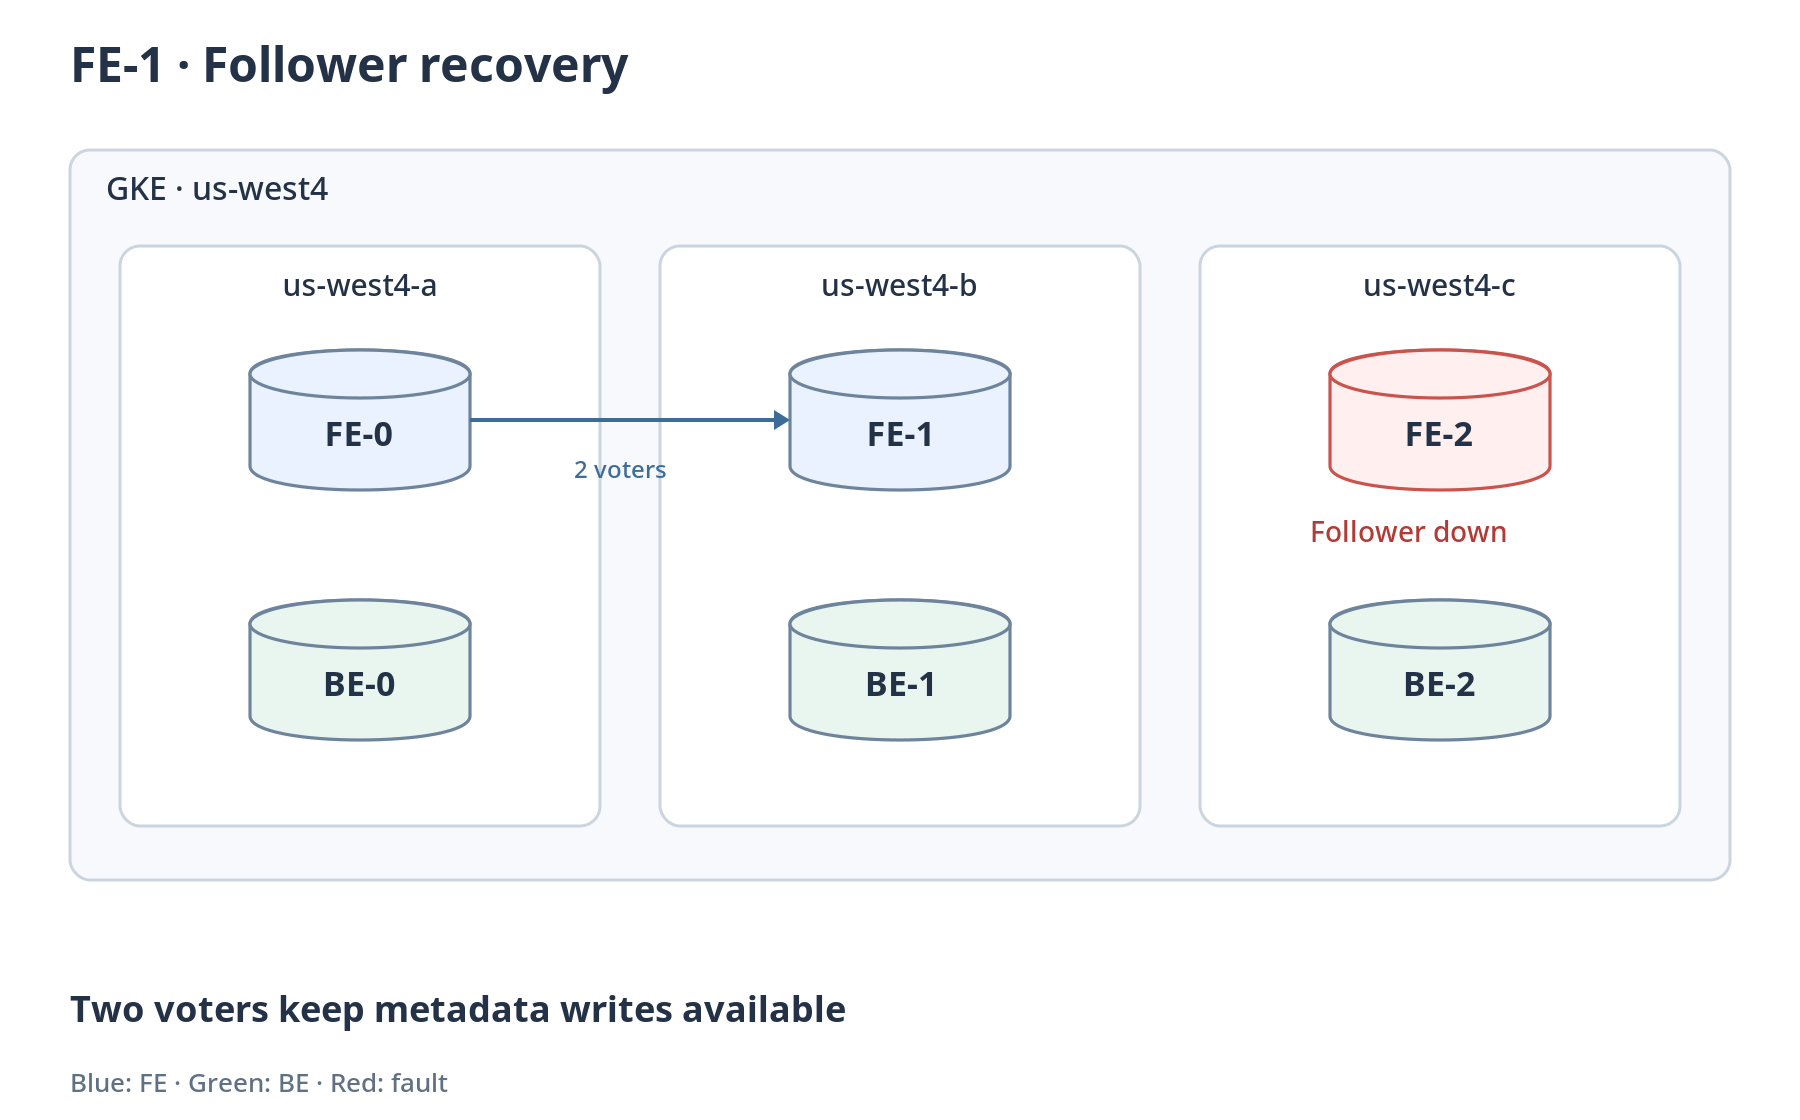 FE-1 · Follower recovery
GKE · us-west4
us-west4-a
us-west4-b
us-west4-c
FE-0
FE-1
FE-2
2 voters
Follower down
BE-0
BE-1
BE-2
Two voters keep metadata writes available
Blue: FE · Green: BE · Red: fault